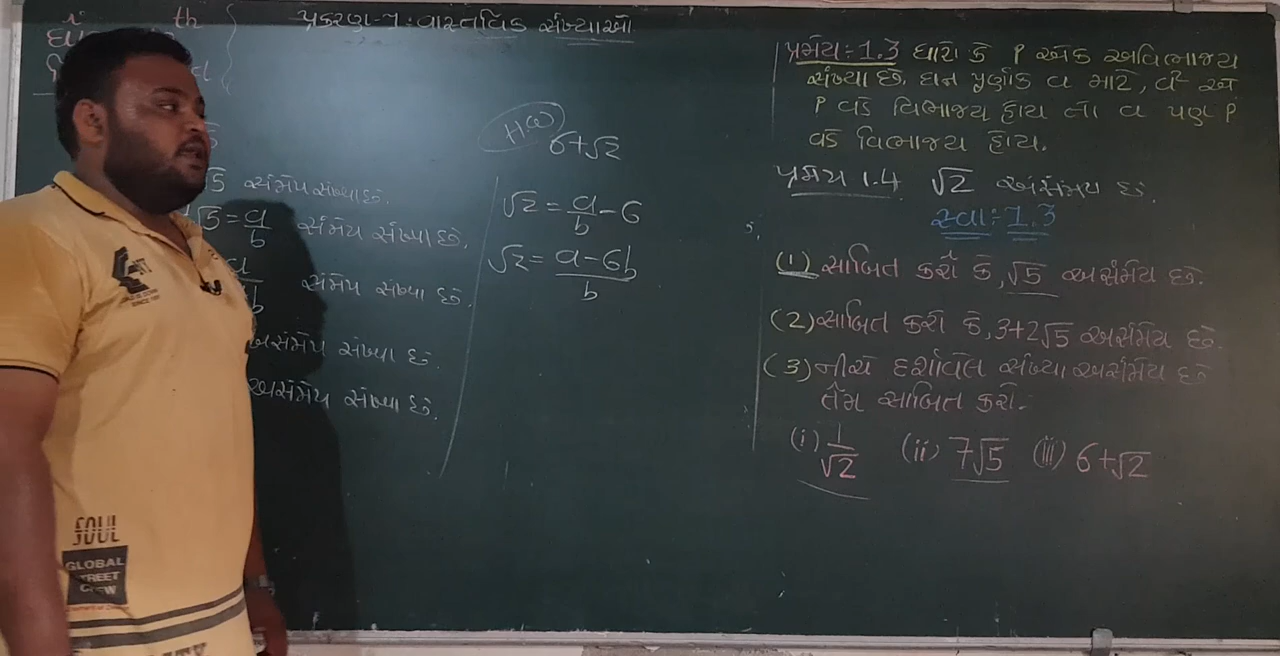 i th
પ્રકરણ-1 : વાસ્તવિક સંખ્યાઓ
√5 સંમેય સંખ્યા છે.
√5 = a/b સંમેય સંખ્યા છે.
સંમેય સંખ્યા છે.
અસંમેય સંખ્યા છે.
અસંમેય સંખ્યા છે.
HW
6+√2
√2 = a/b - 6
√2 = a - 6b / b
પ્રમેય : 1.3 ધારો કે P એક અવિભાજ્ય
સંખ્યા છે. ધન પૂર્ણાંક a માટે, a² એ
P વડે વિભાજ્ય હોય તો a પણ P
વડે વિભાજ્ય હોય.
પ્રમેય 1.4 √2 અસંમેય છે.
સ્વા : 1.3
(1) સાબિત કરો કે, √5 અસંમેય છે.
(2) સાબિત કરો કે, 3+2√5 અસંમેય છે.
(3) નીચે દર્શાવેલ સંખ્યા અસંમેય છે
તેમ સાબિત કરો.
(i) 1/√2 (ii) 7√5 (iii) 6+√2
SOUL
GLOBAL
STREET
CREW